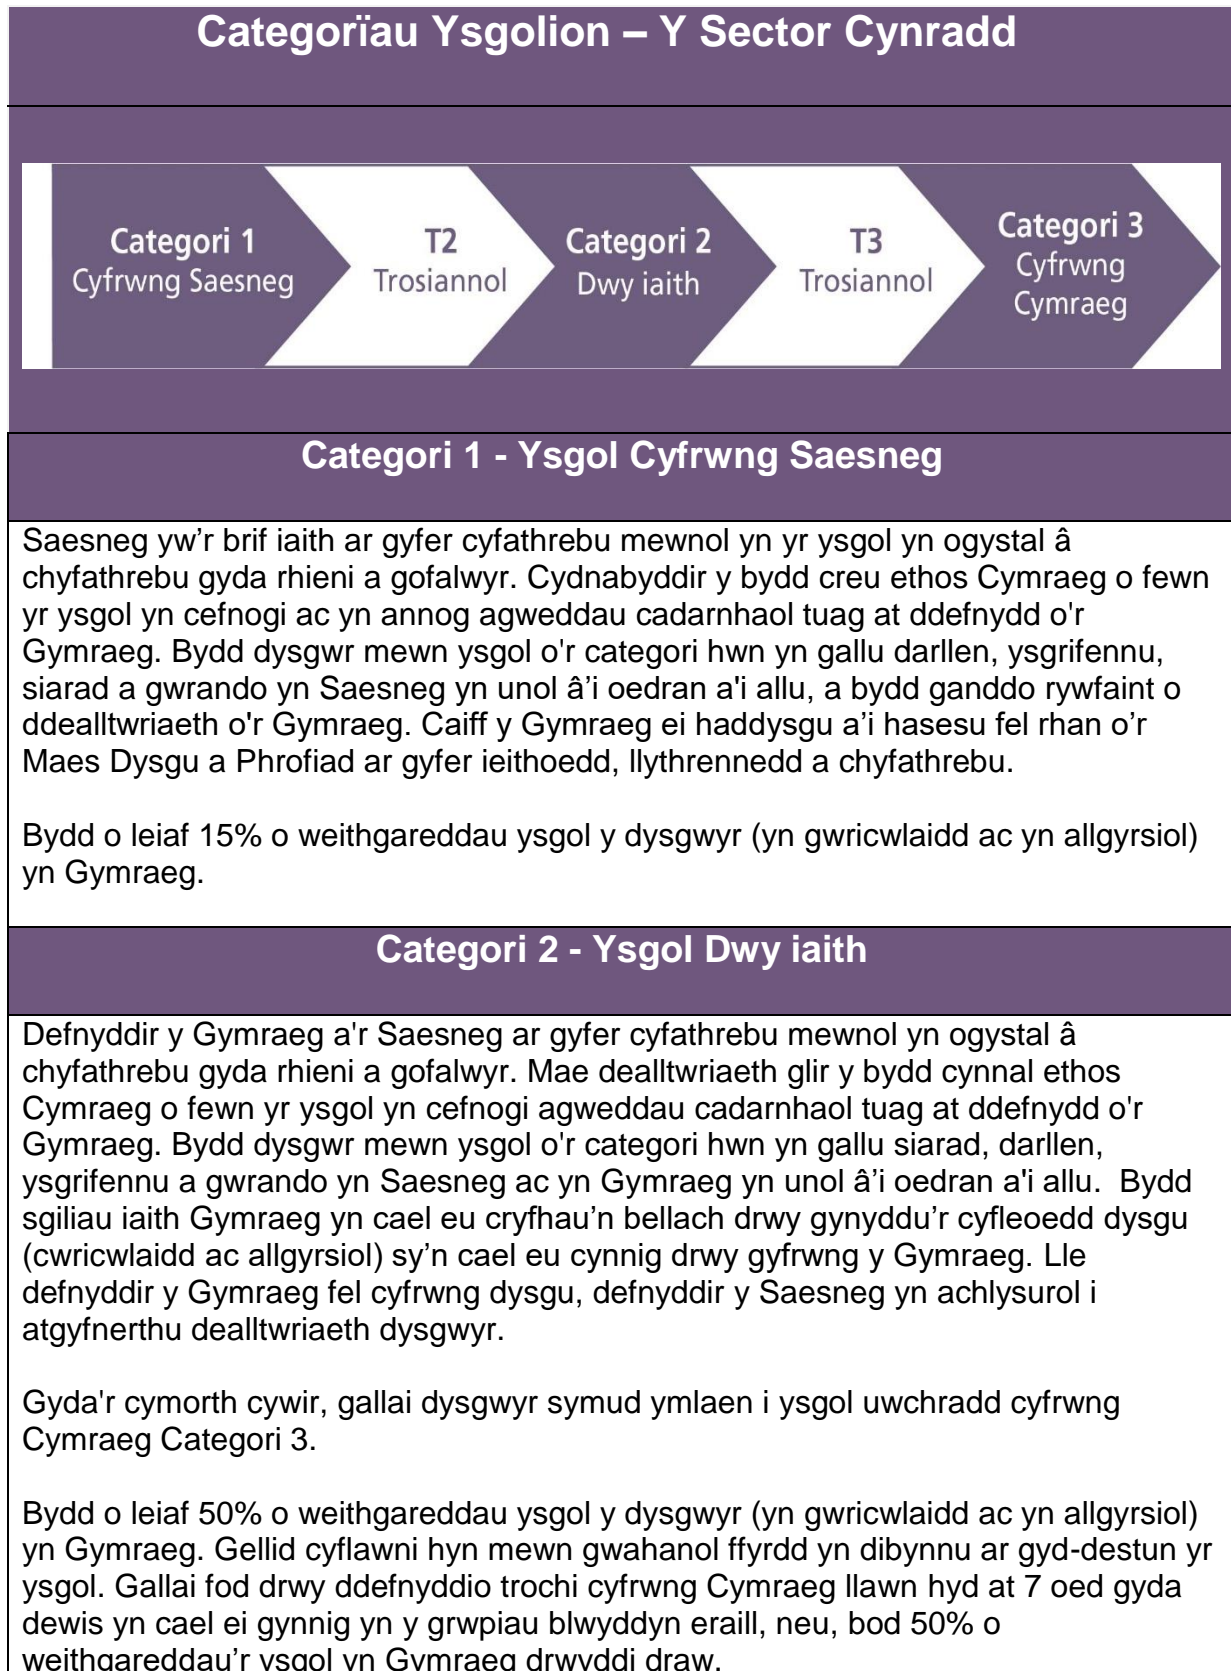 Categorïau Ysgolion – Y Sector Cynradd
Categori 1
Cyfrwng Saesneg
T2
Trosiannol
Categori 2
Dwy iaith
T3
Trosiannol
Categori 3
Cyfrwng
Cymraeg
Categori 1 - Ysgol Cyfrwng Saesneg
Saesneg yw’r brif iaith ar gyfer cyfathrebu mewnol yn yr ysgol yn ogystal â
chyfathrebu gyda rhieni a gofalwyr. Cydnabyddir y bydd creu ethos Cymraeg o fewn
yr ysgol yn cefnogi ac yn annog agweddau cadarnhaol tuag at ddefnydd o'r
Gymraeg. Bydd dysgwr mewn ysgol o'r categori hwn yn gallu darllen, ysgrifennu,
siarad a gwrando yn Saesneg yn unol â’i oedran a'i allu, a bydd ganddo rywfaint o
ddealltwriaeth o'r Gymraeg. Caiff y Gymraeg ei haddysgu a’i hasesu fel rhan o’r
Maes Dysgu a Phrofiad ar gyfer ieithoedd, llythrennedd a chyfathrebu.
Bydd o leiaf 15% o weithgareddau ysgol y dysgwyr (yn gwricwlaidd ac yn allgyrsiol)
yn Gymraeg.
Categori 2 - Ysgol Dwy iaith
Defnyddir y Gymraeg a'r Saesneg ar gyfer cyfathrebu mewnol yn ogystal â
chyfathrebu gyda rhieni a gofalwyr. Mae dealltwriaeth glir y bydd cynnal ethos
Cymraeg o fewn yr ysgol yn cefnogi agweddau cadarnhaol tuag at ddefnydd o'r
Gymraeg. Bydd dysgwr mewn ysgol o'r categori hwn yn gallu siarad, darllen,
ysgrifennu a gwrando yn Saesneg ac yn Gymraeg yn unol â’i oedran a'i allu.  Bydd
sgiliau iaith Gymraeg yn cael eu cryfhau’n bellach drwy gynyddu’r cyfleoedd dysgu
(cwricwlaidd ac allgyrsiol) sy’n cael eu cynnig drwy gyfrwng y Gymraeg. Lle
defnyddir y Gymraeg fel cyfrwng dysgu, defnyddir y Saesneg yn achlysurol i
atgyfnerthu dealltwriaeth dysgwyr.
Gyda'r cymorth cywir, gallai dysgwyr symud ymlaen i ysgol uwchradd cyfrwng
Cymraeg Categori 3.
Bydd o leiaf 50% o weithgareddau ysgol y dysgwyr (yn gwricwlaidd ac yn allgyrsiol)
yn Gymraeg. Gellid cyflawni hyn mewn gwahanol ffyrdd yn dibynnu ar gyd-destun yr
ysgol. Gallai fod drwy ddefnyddio trochi cyfrwng Cymraeg llawn hyd at 7 oed gyda
dewis yn cael ei gynnig yn y grwpiau blwyddyn eraill, neu, bod 50% o
weithgareddau’r ysgol yn Gymraeg drwyddi draw.